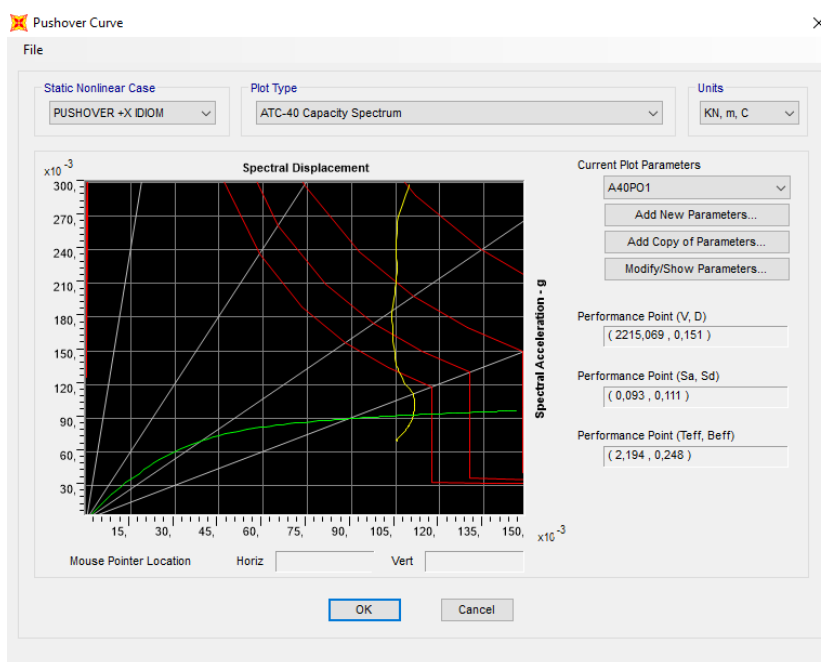 Pushover Curve
File
Static Nonlinear Case
PUSHOVER +X IDIOM
Plot Type
ATC-40 Capacity Spectrum
Units
KN, m, C
x10 -3
Spectral Displacement
300,
270,
240,
210,
180,
150,
120,
90,
60,
30,
15, 30, 45, 60, 75, 90, 105, 120, 135, 150, x10 -3
Spectral Acceleration - g
Mouse Pointer Location Horiz Vert
Current Plot Parameters
A40PO1
Add New Parameters...
Add Copy of Parameters...
Modify/Show Parameters...
Performance Point (V, D)
( 2215,069 , 0,151 )
Performance Point (Sa, Sd)
( 0,093 , 0,111 )
Performance Point (Teff, Beff)
( 2,194 , 0,248 )
OK Cancel